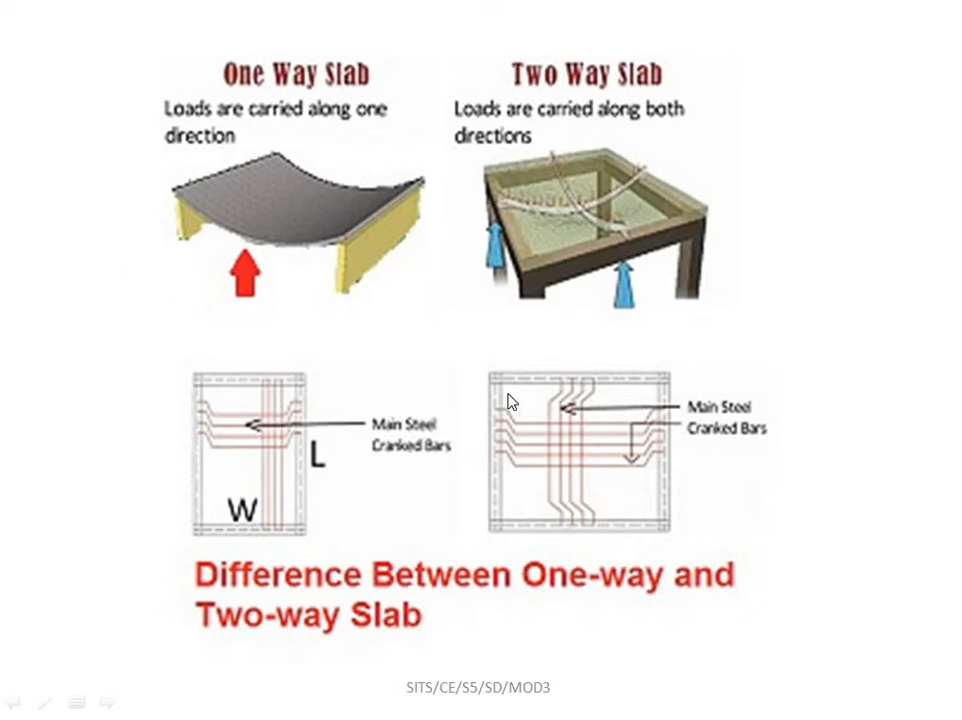 One Way Slab
Loads are carried along one
direction
Two Way Slab
Loads are carried along both
directions
Main Steel
Cranked Bars
L
W
Main Steel
Cranked Bars
Difference Between One-way and
Two-way Slab
SITS/CE/S5/SD/MOD3